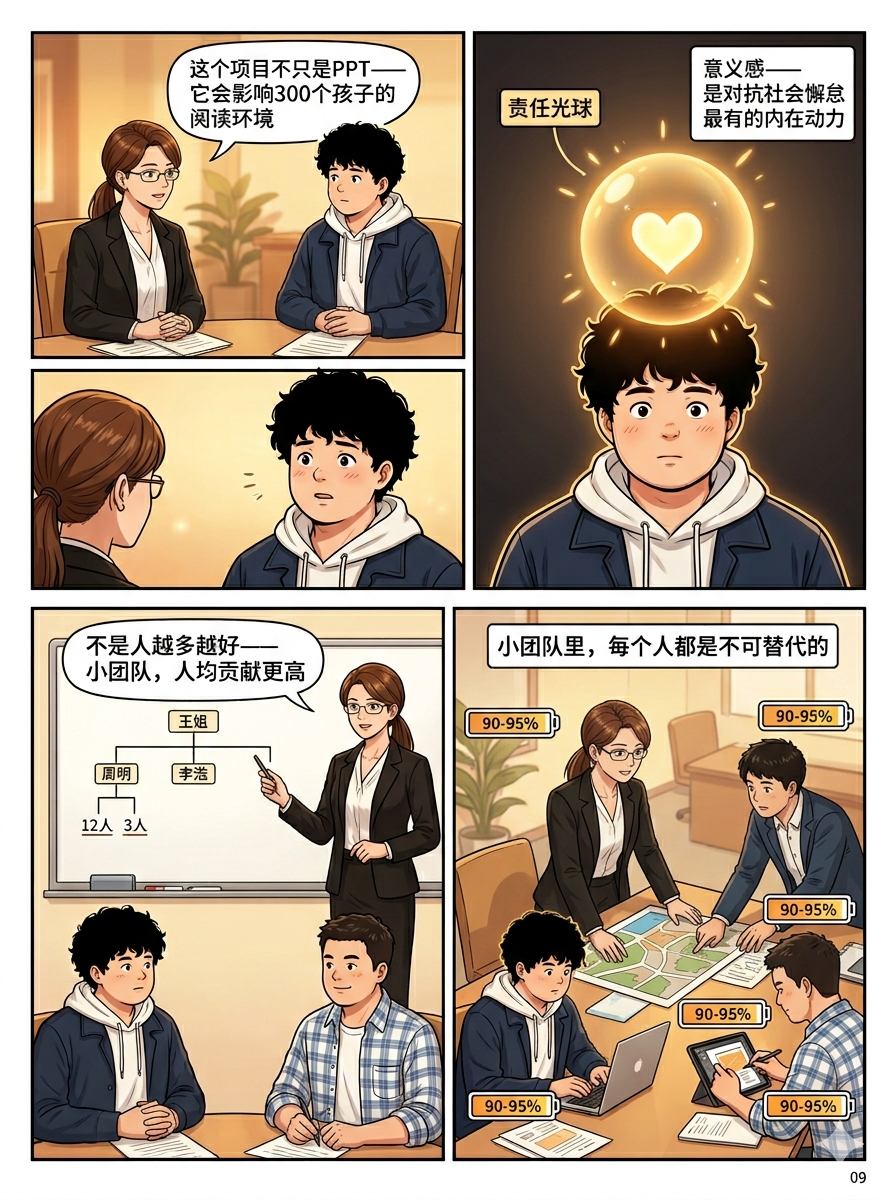 这个项目不只是PPT——
它会影响300个孩子的
阅读环境
责任光球
意义感——
是对抗社会懈怠
最有的内在动力
不是人越多越好——
小团队，人均贡献更高
王姐
周明
李浩
12人 3人
小团队里，每个人都是不可替代的
90-95%
90-95%
90-95%
90-95%
90-95%
90-95%
09